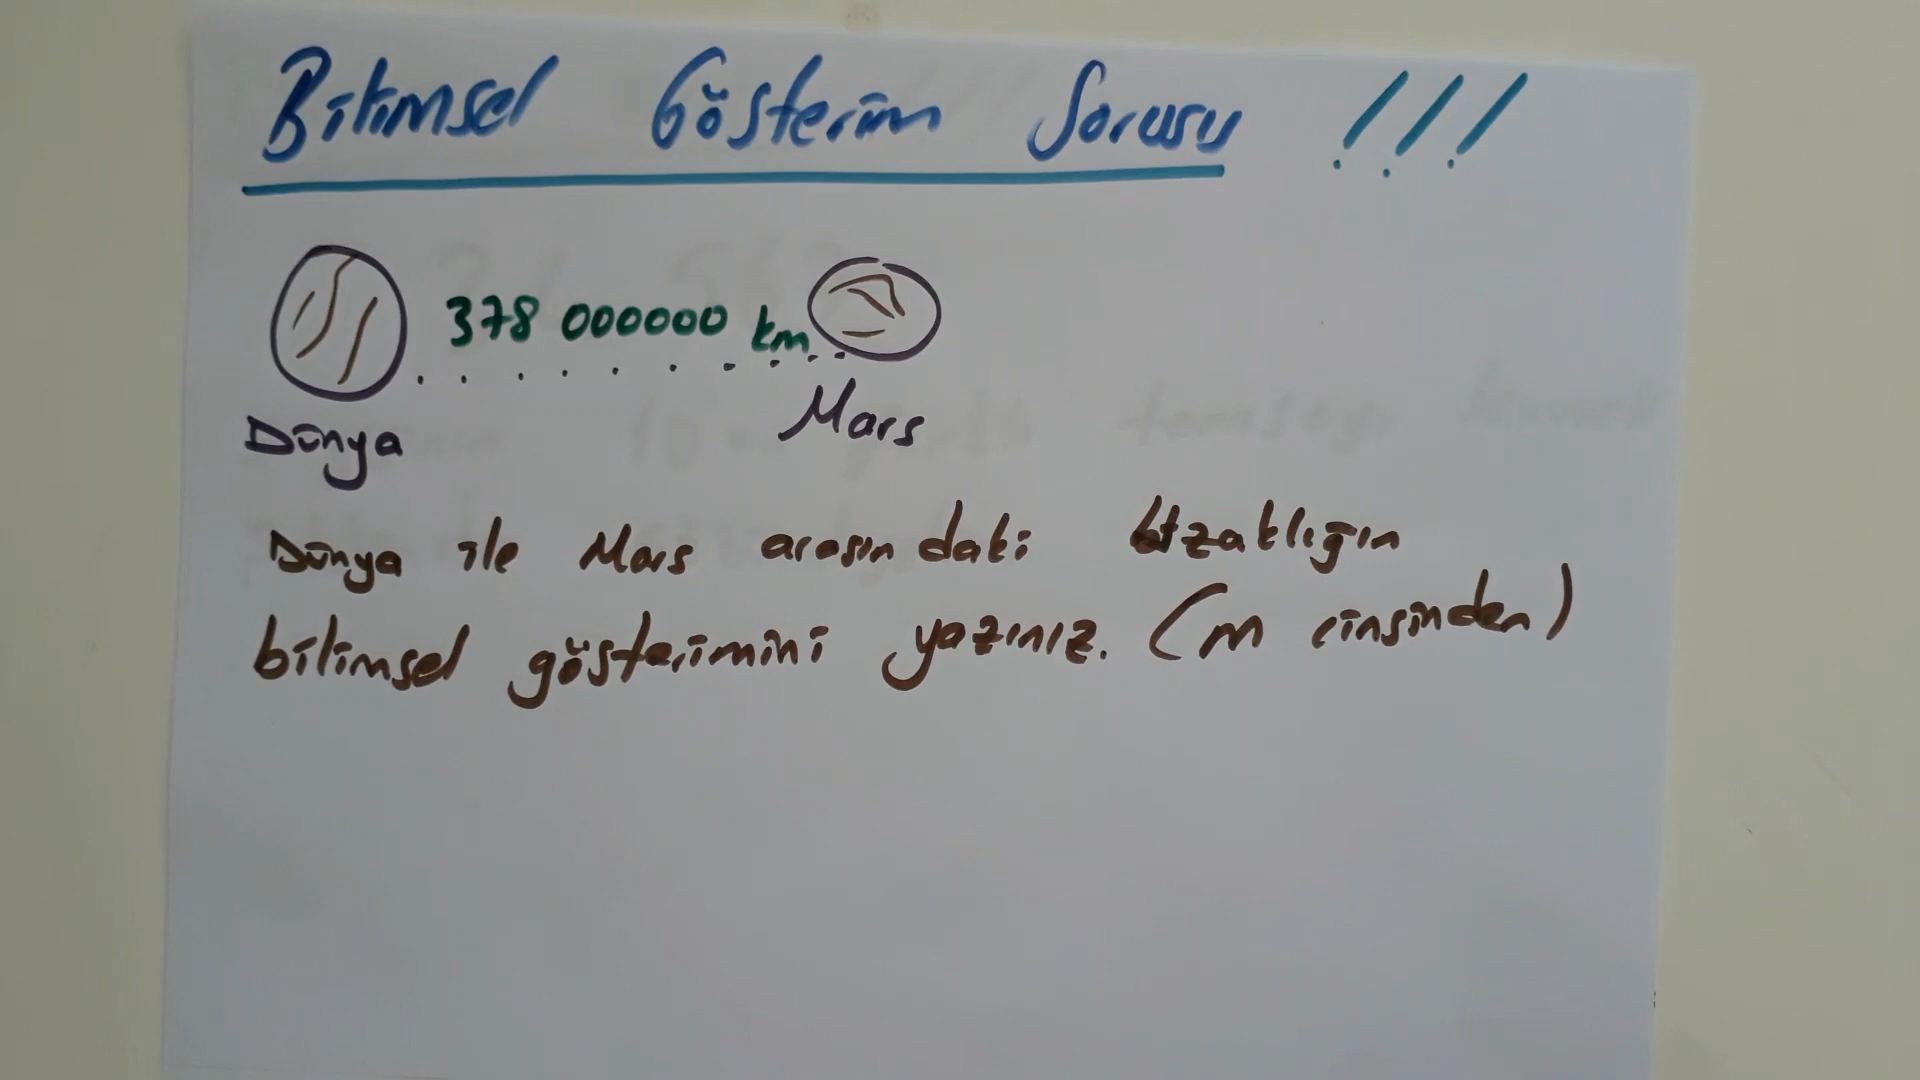 Bilimsel Gösterim Sorusu !!!
378 000000 km
Dünya
Mars
Dünya ile Mars arasındaki Uzaklığın
bilimsel gösterimini yazınız. (m cinsinden)